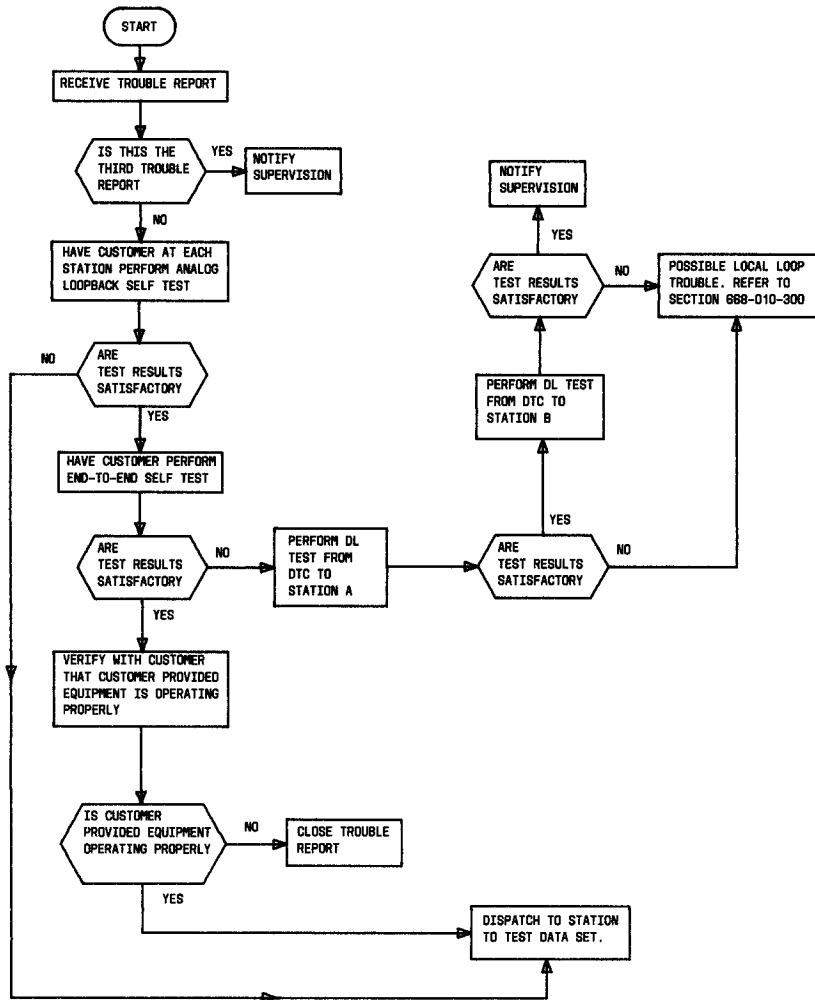 START
RECEIVE TROUBLE REPORT
IS THIS THE
THIRD TROUBLE
REPORT
YES
NOTIFY
SUPERVISION
NO
HAVE CUSTOMER AT EACH
STATION PERFORM ANALOG
LOOPBACK SELF TEST
NO
ARE
TEST RESULTS
SATISFACTORY
YES
HAVE CUSTOMER PERFORM
END-TO-END SELF TEST
ARE
TEST RESULTS
SATISFACTORY
NO
PERFORM DL
TEST FROM
DTC TO
STATION A
ARE
TEST RESULTS
SATISFACTORY
NO
YES
PERFORM DL TEST
FROM DTC TO
STATION B
ARE
TEST RESULTS
SATISFACTORY
NO
POSSIBLE LOCAL LOOP
TROUBLE. REFER TO
SECTION 668-010-300
YES
NOTIFY
SUPERVISION
YES
VERIFY WITH CUSTOMER
THAT CUSTOMER PROVIDED
EQUIPMENT IS OPERATING
PROPERLY
IS CUSTOMER
PROVIDED EQUIPMENT
OPERATING PROPERLY
NO
CLOSE TROUBLE
REPORT
YES
DISPATCH TO STATION
TO TEST DATA SET.